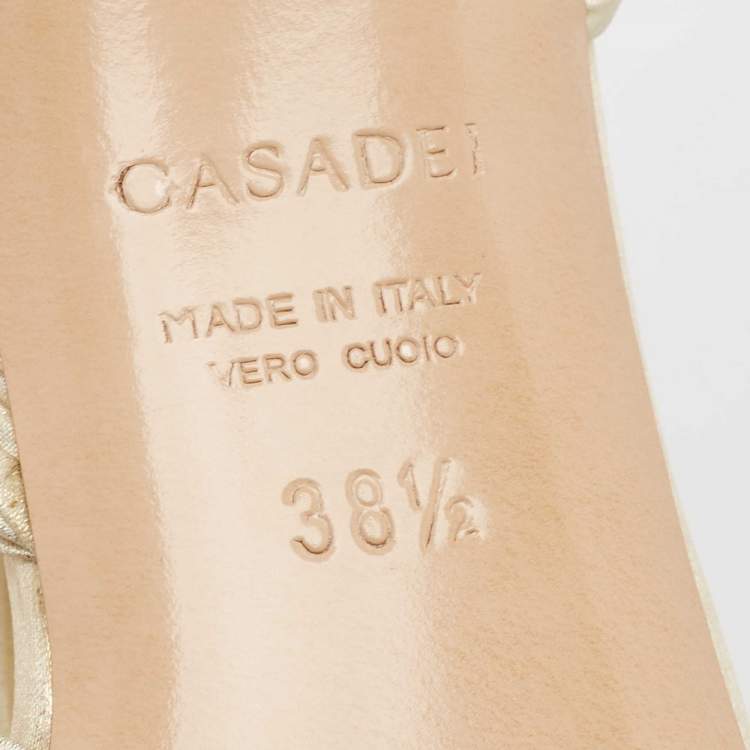 CASADEI
MADE IN ITALY
VERO CUOIO
38½